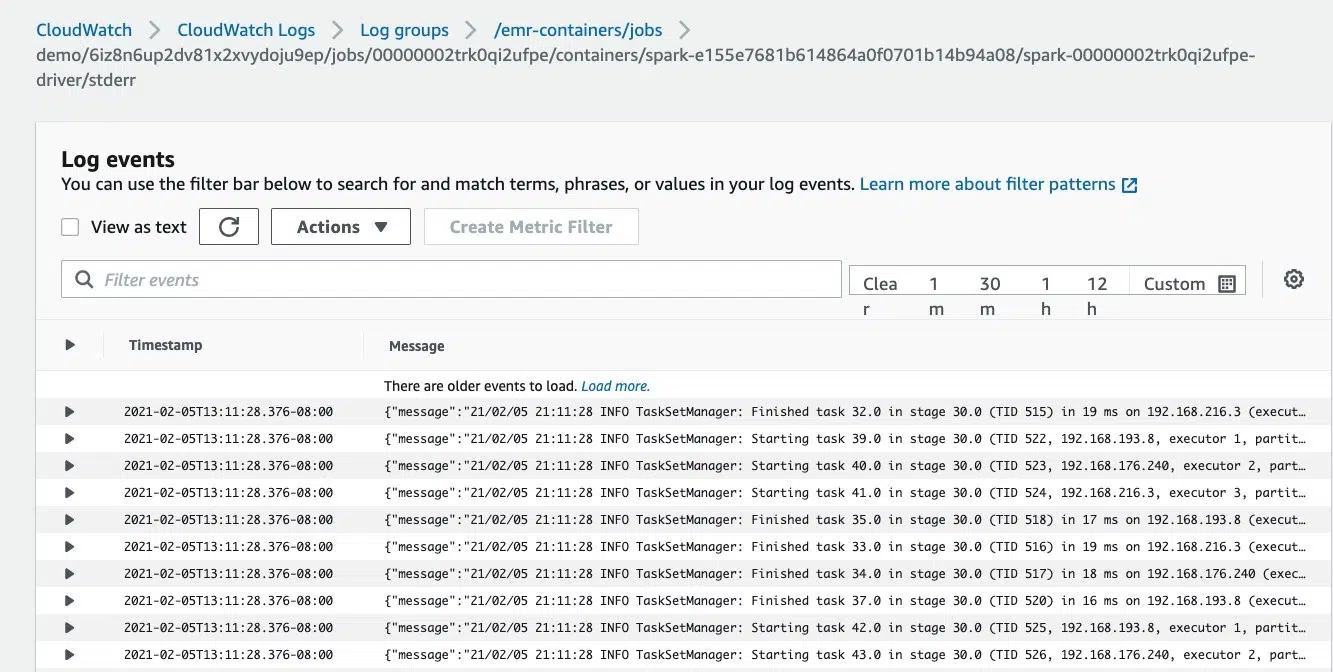 CloudWatch > CloudWatch Logs > Log groups > /emr-containers/jobs >
demo/6iz8n6up2dv81x2xvydoju9ep/jobs/00000002trk0qi2ufpe/containers/spark-e155e7681b614864a0f0701b14b94a08/spark-00000002trk0qi2ufpe-
driver/stderr
Log events
You can use the filter bar below to search for and match terms, phrases, or values in your log events. Learn more about filter patterns
View as text Actions ▼ Create Metric Filter
Filter events Clea 1 30 1 12 Custom
r m m h h
Timestamp Message
There are older events to load. Load more.
2021-02-05T13:11:28.376-08:00 {"message":"21/02/05 21:11:28 INFO TaskSetManager: Finished task 32.0 in stage 30.0 (TID 515) in 19 ms on 192.168.216.3 (execut…
2021-02-05T13:11:28.376-08:00 {"message":"21/02/05 21:11:28 INFO TaskSetManager: Starting task 39.0 in stage 30.0 (TID 522, 192.168.193.8, executor 1, partit…
2021-02-05T13:11:28.376-08:00 {"message":"21/02/05 21:11:28 INFO TaskSetManager: Starting task 40.0 in stage 30.0 (TID 523, 192.168.176.240, executor 2, part…
2021-02-05T13:11:28.376-08:00 {"message":"21/02/05 21:11:28 INFO TaskSetManager: Starting task 41.0 in stage 30.0 (TID 524, 192.168.216.3, executor 3, partit…
2021-02-05T13:11:28.376-08:00 {"message":"21/02/05 21:11:28 INFO TaskSetManager: Finished task 35.0 in stage 30.0 (TID 518) in 17 ms on 192.168.193.8 (execut…
2021-02-05T13:11:28.376-08:00 {"message":"21/02/05 21:11:28 INFO TaskSetManager: Finished task 33.0 in stage 30.0 (TID 516) in 19 ms on 192.168.216.3 (execut…
2021-02-05T13:11:28.376-08:00 {"message":"21/02/05 21:11:28 INFO TaskSetManager: Finished task 34.0 in stage 30.0 (TID 517) in 18 ms on 192.168.176.240 (exec…
2021-02-05T13:11:28.376-08:00 {"message":"21/02/05 21:11:28 INFO TaskSetManager: Finished task 37.0 in stage 30.0 (TID 520) in 16 ms on 192.168.193.8 (execut…
2021-02-05T13:11:28.376-08:00 {"message":"21/02/05 21:11:28 INFO TaskSetManager: Starting task 42.0 in stage 30.0 (TID 525, 192.168.193.8, executor 1, partit…
2021-02-05T13:11:28.376-08:00 {"message":"21/02/05 21:11:28 INFO TaskSetManager: Starting task 43.0 in stage 30.0 (TID 526, 192.168.176.240, executor 2, part…